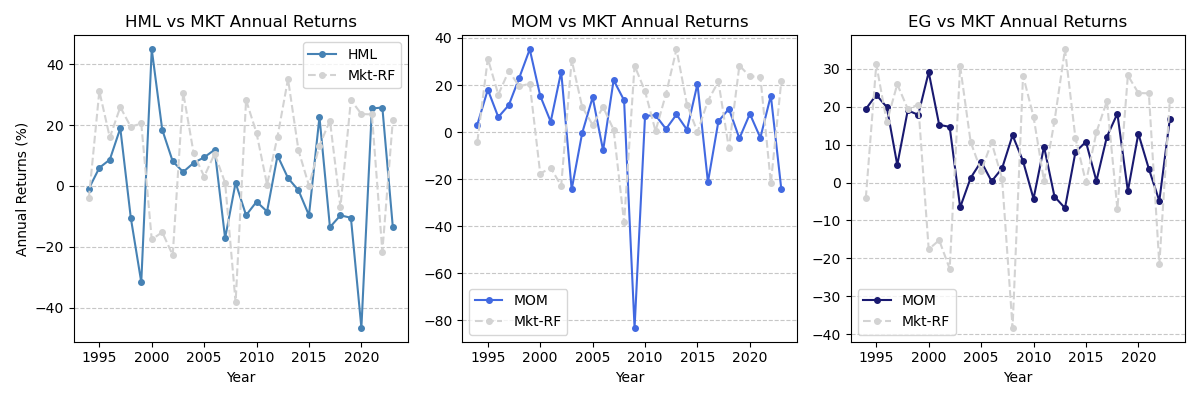 HML vs MKT Annual Returns
Annual Returns (%)
40
20
0
−20
−40
HML
Mkt-RF
1995 2000 2005 2010 2015 2020
Year
MOM vs MKT Annual Returns
40
20
0
−20
−40
−60
−80
MOM
Mkt-RF
1995 2000 2005 2010 2015 2020
Year
EG vs MKT Annual Returns
30
20
10
0
−10
−20
−30
−40
MOM
Mkt-RF
1995 2000 2005 2010 2015 2020
Year